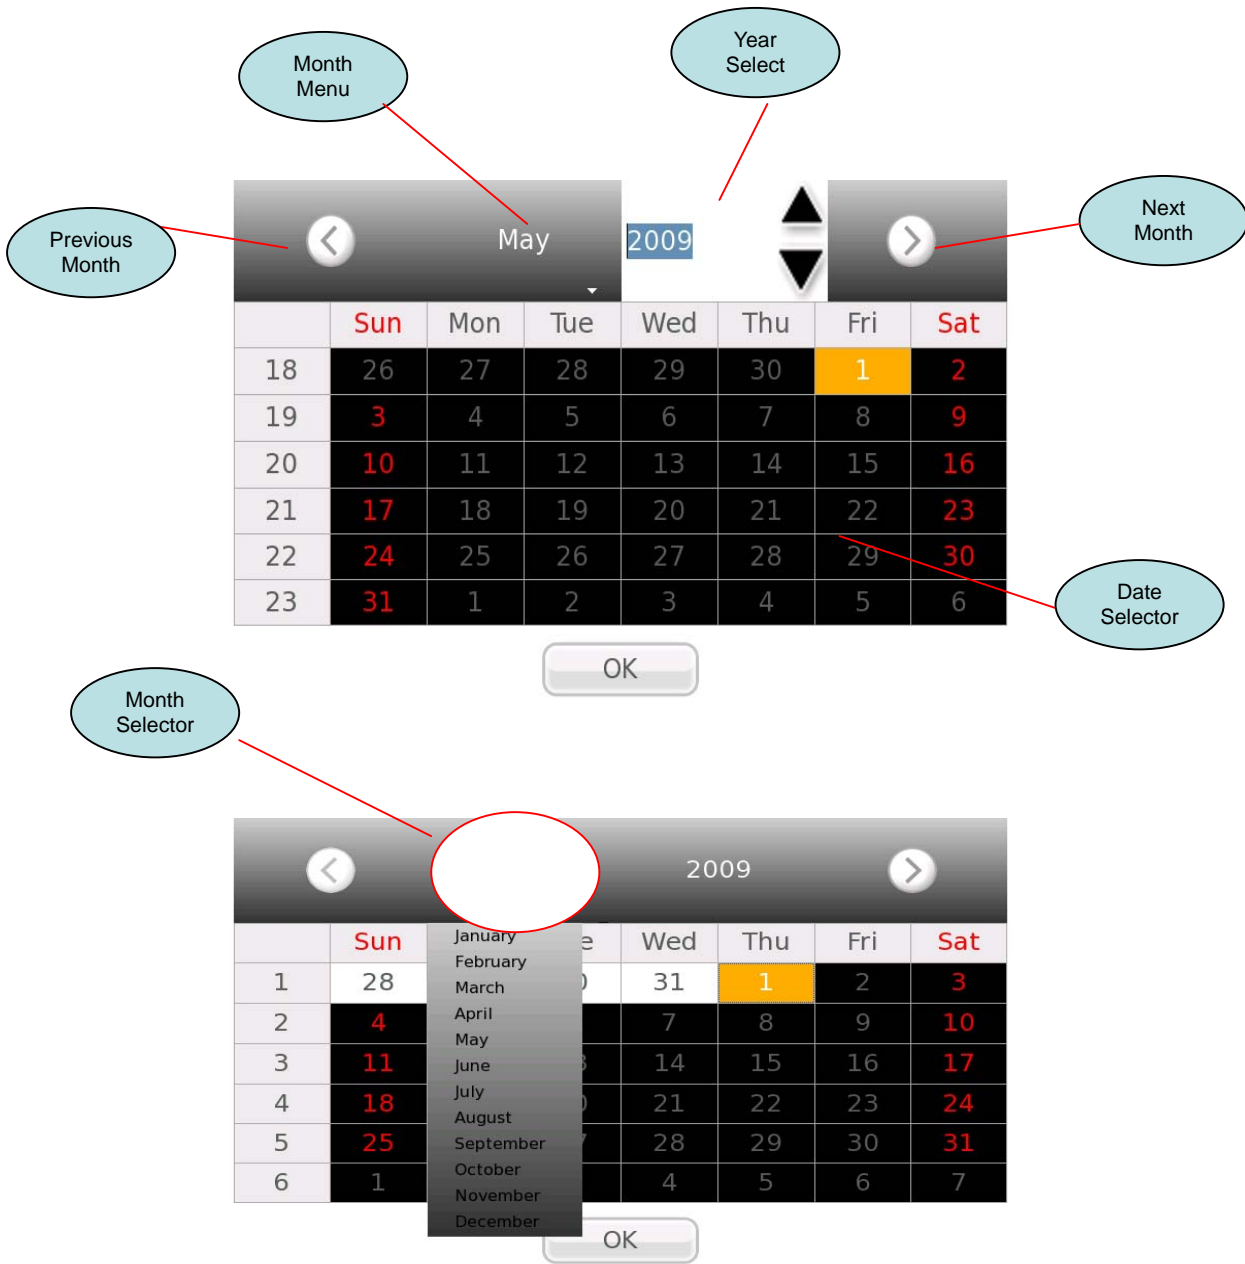 Year
Select
Month
Menu
Next
Month
Previous
Month
May
2009
Sun Mon Tue Wed Thu Fri Sat
18 26 27 28 29 30 1 2
19 3 4 5 6 7 8 9
20 10 11 12 13 14 15 16
21 17 18 19 20 21 22 23
22 24 25 26 27 28 29 30
23 31 1 2 3 4 5 6
Date
Selector
OK
Month
Selector
2009
Sun e Wed Thu Fri Sat
1 28 31 1 2 3
2 4 7 8 9 10
3 11 14 15 16 17
4 18 21 22 23 24
5 25 28 29 30 31
6 1 4 5 6 7
January
February
March
April
May
June
July
August
September
October
November
December
OK